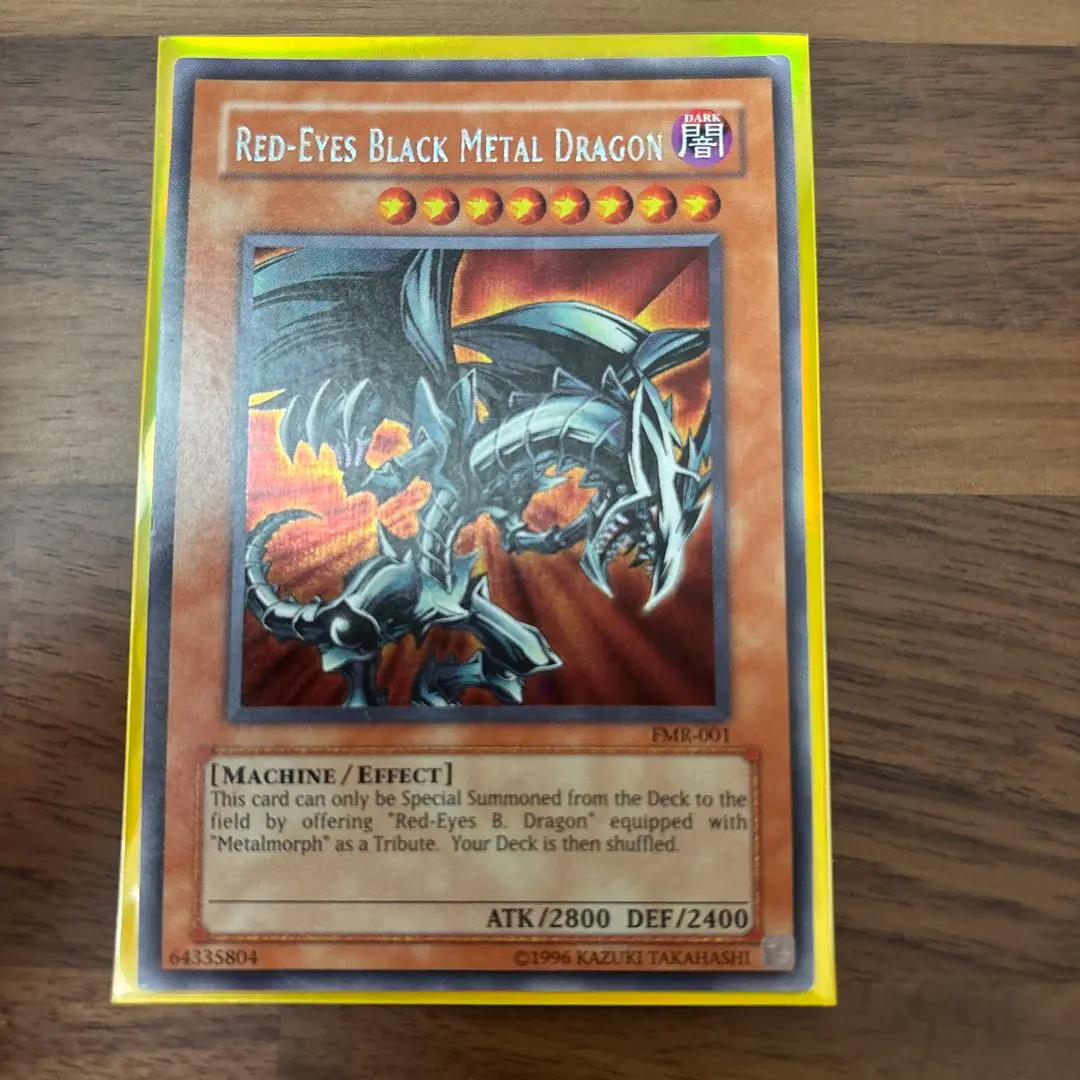 RED-EYES BLACK METAL DRAGON
DARK
闇
FMR-001
[MACHINE/EFFECT]
This card can only be Special Summoned from the Deck to the
field by offering "Red-Eyes B. Dragon" equipped with
"Metalmorph" as a Tribute. Your Deck is then shuffled.
ATK/2800 DEF/2400
64335804 ©1996 KAZUKI TAKAHASHI